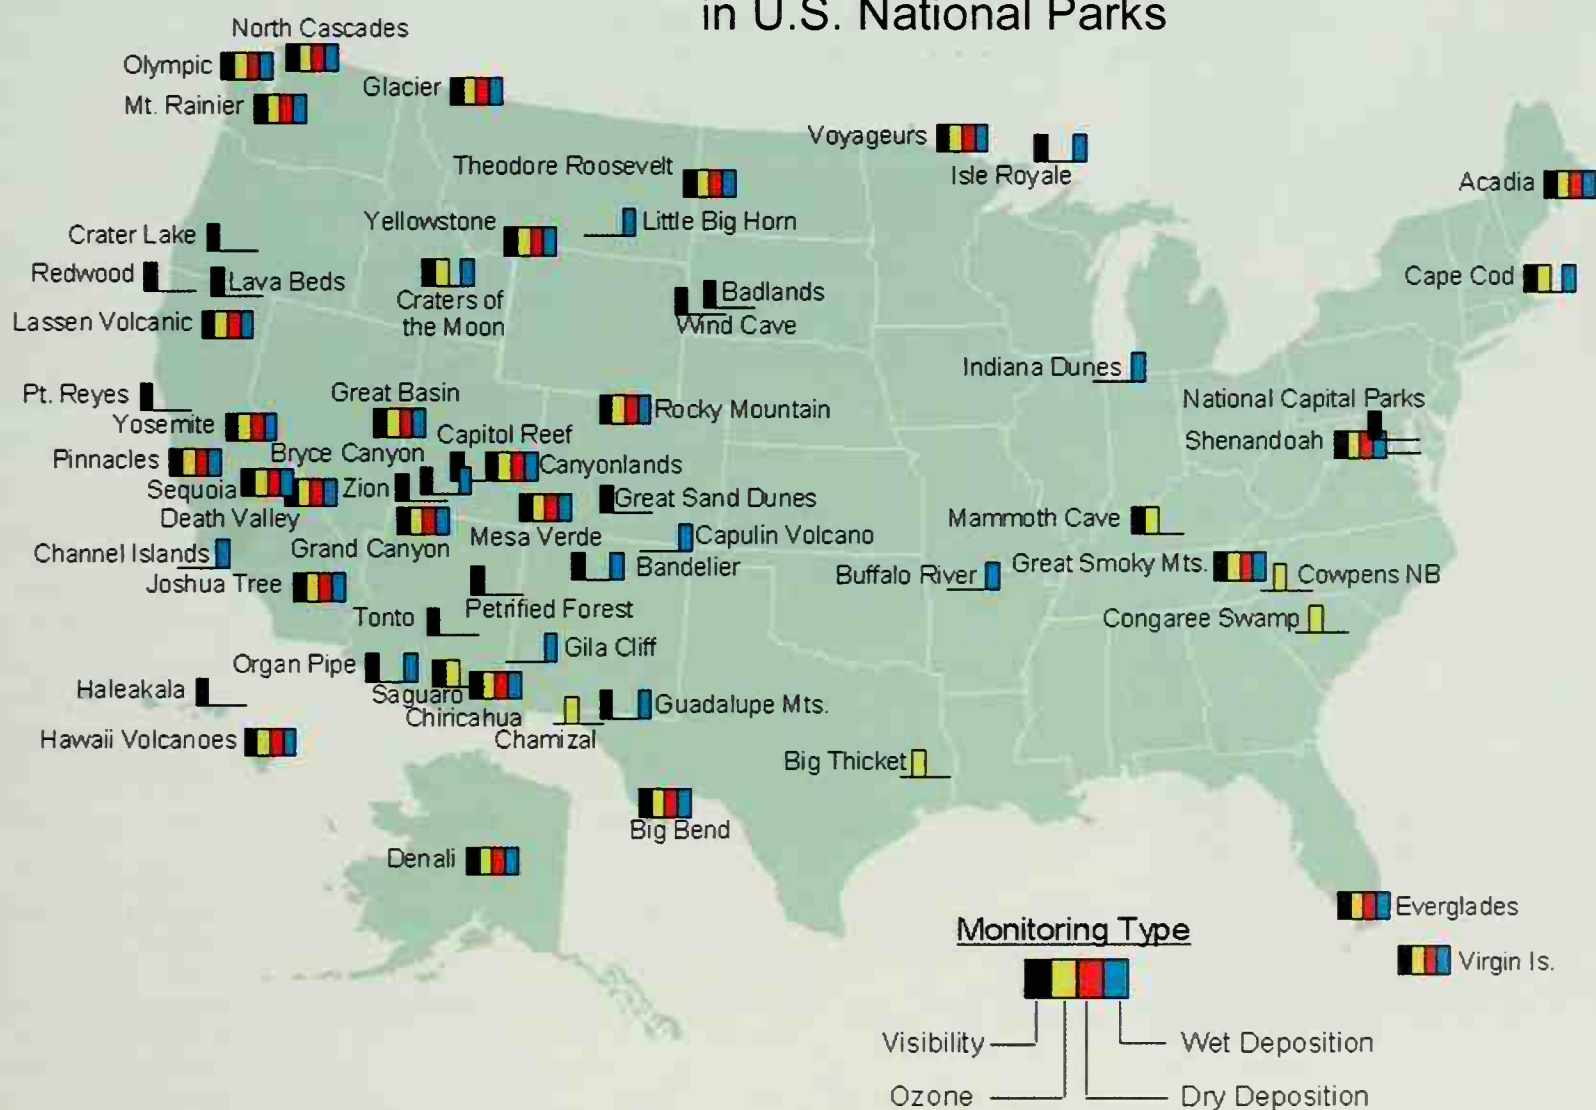 in U.S. National Parks
North Cascades
Olympic
Mt. Rainier
Glacier
Voyageurs
Isle Royale
Theodore Roosevelt
Acadia
Yellowstone
Little Big Horn
Crater Lake
Redwood
Lava Beds
Craters of
the Moon
Badlands
Wind Cave
Cape Cod
Lassen Volcanic
Indiana Dunes
Pt. Reyes
Great Basin
Rocky Mountain
National Capital Parks
Yosemite
Capitol Reef
Shenandoah
Pinnacles
Bryce Canyon
Canyonlands
Sequoia
Zion
Great Sand Dunes
Death Valley
Mammoth Cave
Grand Canyon
Mesa Verde
Capulin Volcano
Channel Islands
Bandelier
Buffalo River
Great Smoky Mts.
Cowpens NB
Joshua Tree
Petrified Forest
Tonto
Congaree Swamp
Gila Cliff
Organ Pipe
Haleakala
Saguaro
Guadalupe Mts.
Chiricahua
Hawaii Volcanoes
Chamizal
Big Thicket
Big Bend
Denali
Everglades
Monitoring Type
Virgin Is.
Visibility
Wet Deposition
Ozone
Dry Deposition